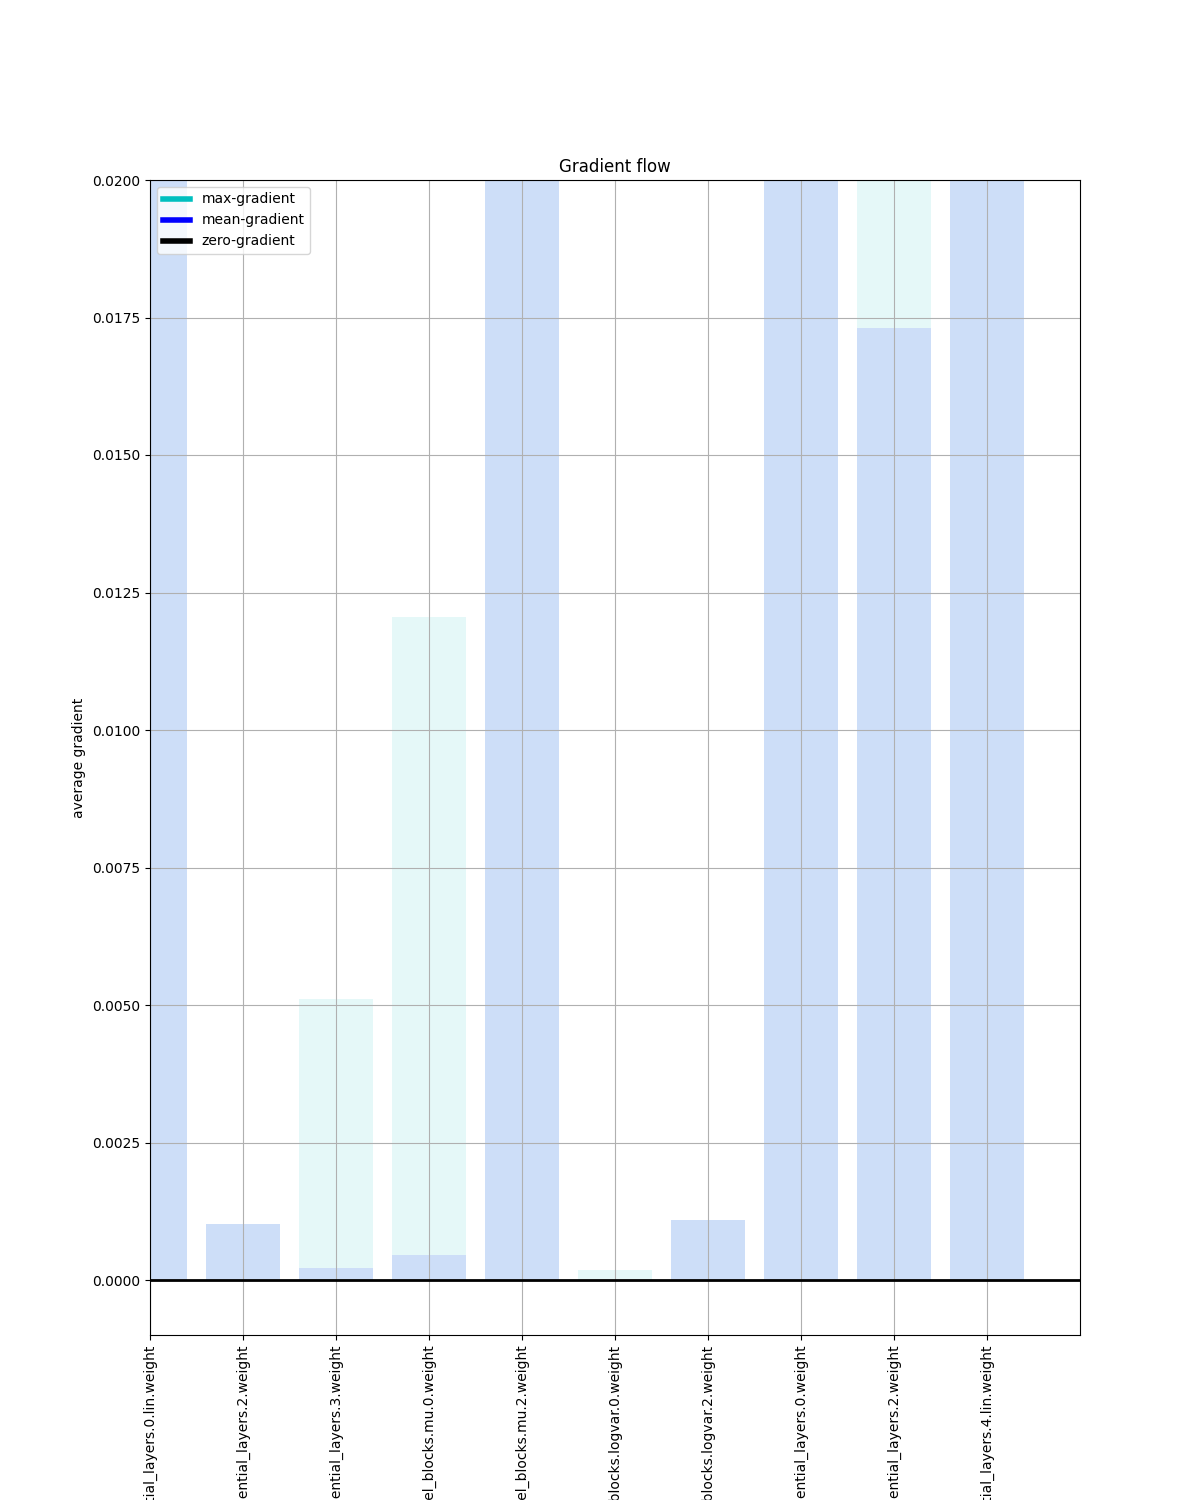 Gradient flow
max-gradient
mean-gradient
zero-gradient
0.0200
0.0175
0.0150
0.0125
0.0100
0.0075
0.0050
0.0025
0.0000
average gradient
tial_layers.0.lin.weight
ential_layers.2.weight
ential_layers.3.weight
el_blocks.mu.0.weight
el_blocks.mu.2.weight
blocks.logvar.0.weight
blocks.logvar.2.weight
ential_layers.0.weight
ential_layers.2.weight
tial_layers.4.lin.weight